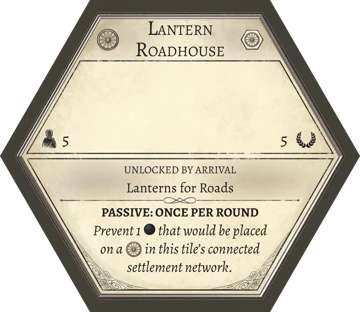 Lantern
Roadhouse
5
5
UNLOCKED BY ARRIVAL
Lanterns for Roads
PASSIVE: ONCE PER ROUND
Prevent 1 that would be placed
on a in this tile's connected
settlement network.